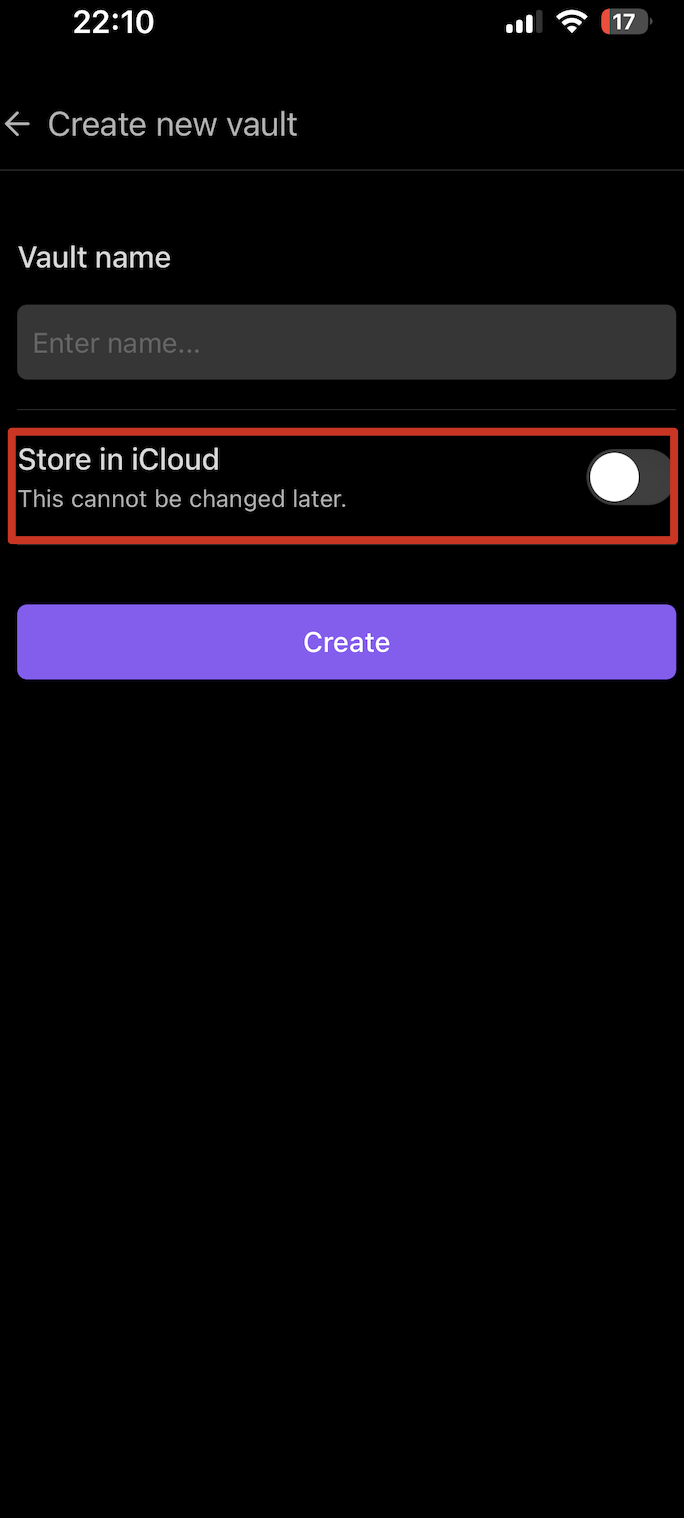 22:10
17
Create new vault
Vault name
Enter name...
Store in iCloud
This cannot be changed later.
Create